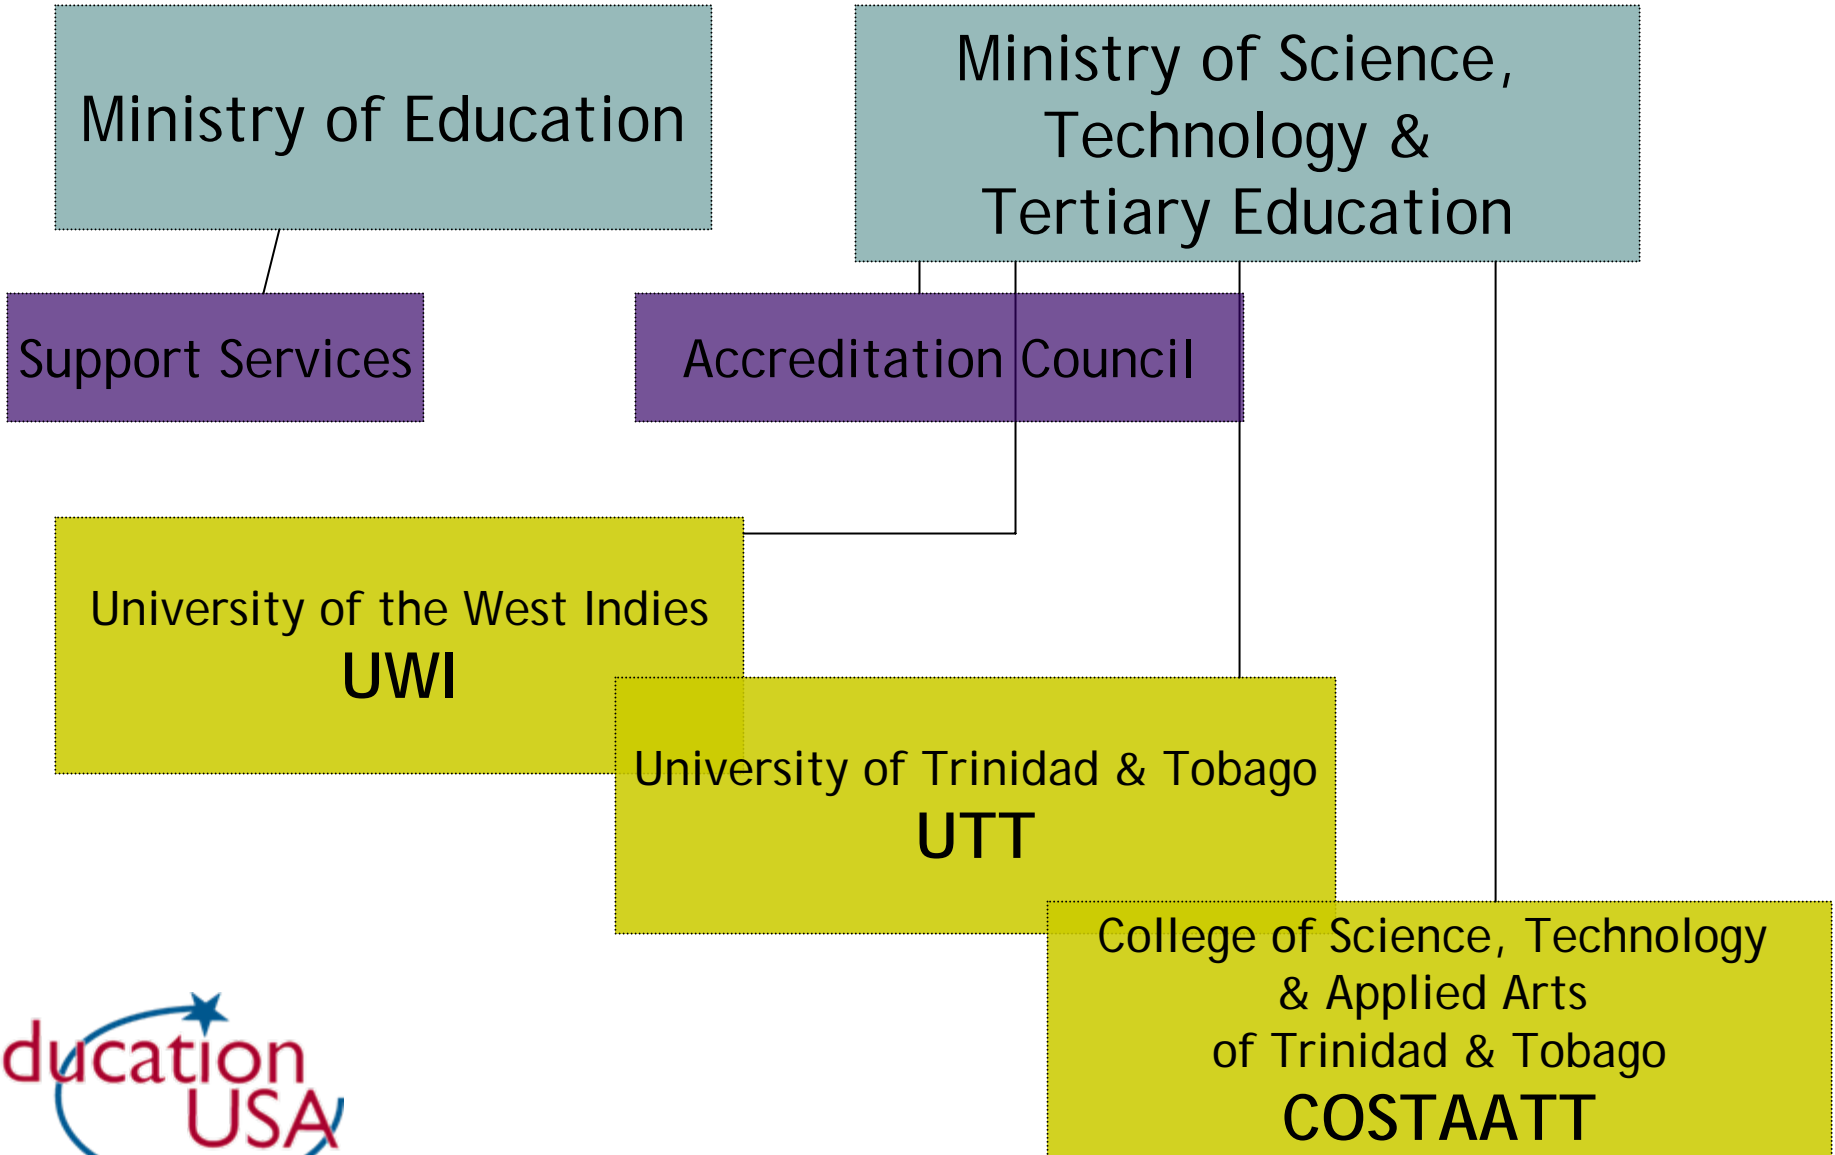 Ministry of Education
Ministry of Science,
Technology &
Tertiary Education
Support Services
Accreditation Council
University of the West Indies
UWI
University of Trinidad & Tobago
UTT
College of Science, Technology
& Applied Arts
of Trinidad & Tobago
COSTAATT
ducation
USA